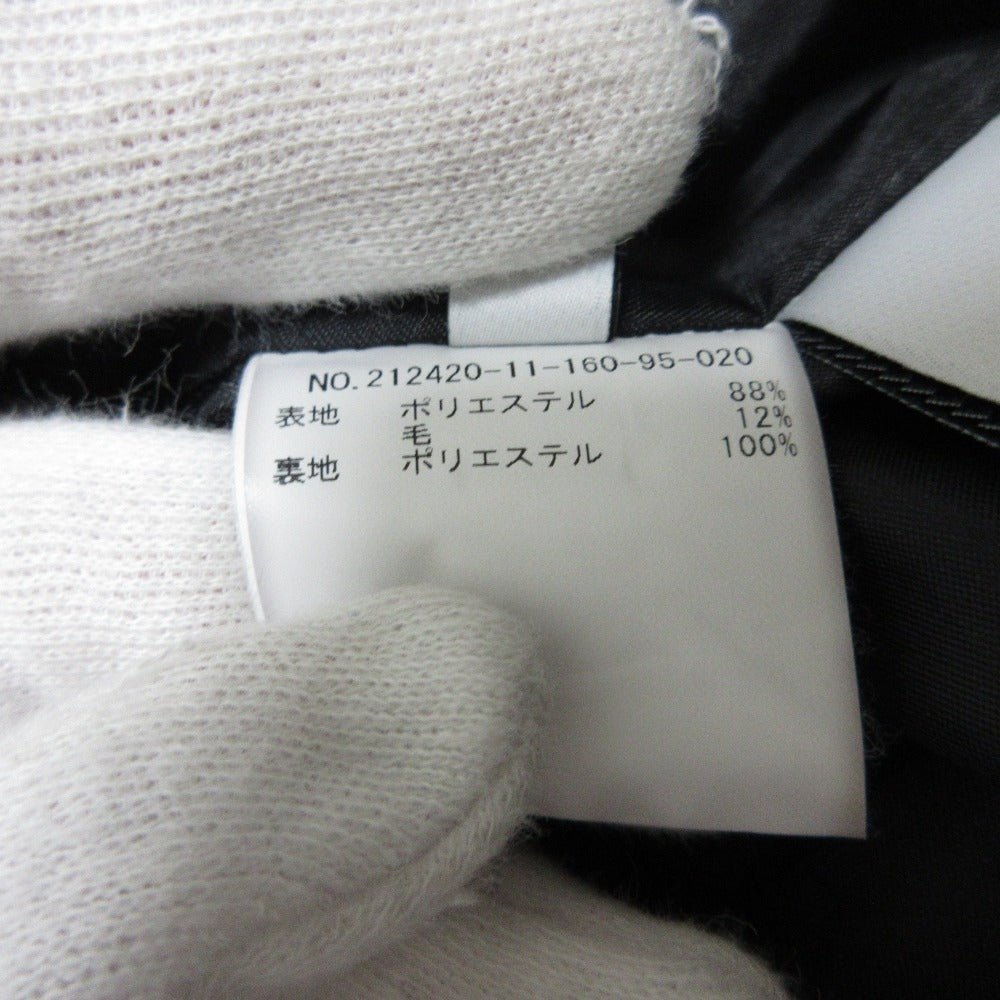 NO.212420-11-160-95-020
表地 ポリエステル 88%
毛 12%
裏地 ポリエステル 100%